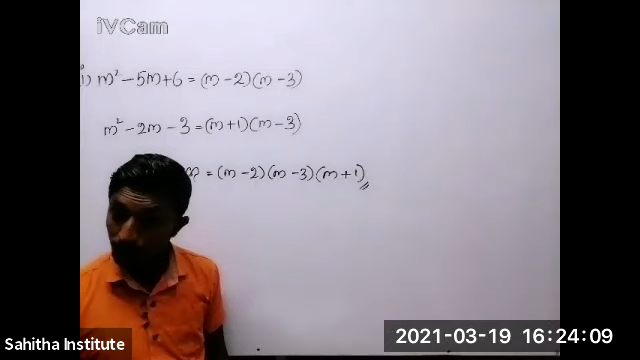 iVCam
i) m² - 5m + 6 = (m - 2)(m - 3)
m² - 2m - 3 = (m + 1)(m - 3)
= (m - 2)(m - 3)(m + 1)
2021-03-19 16:24:09
Sahitha Institute